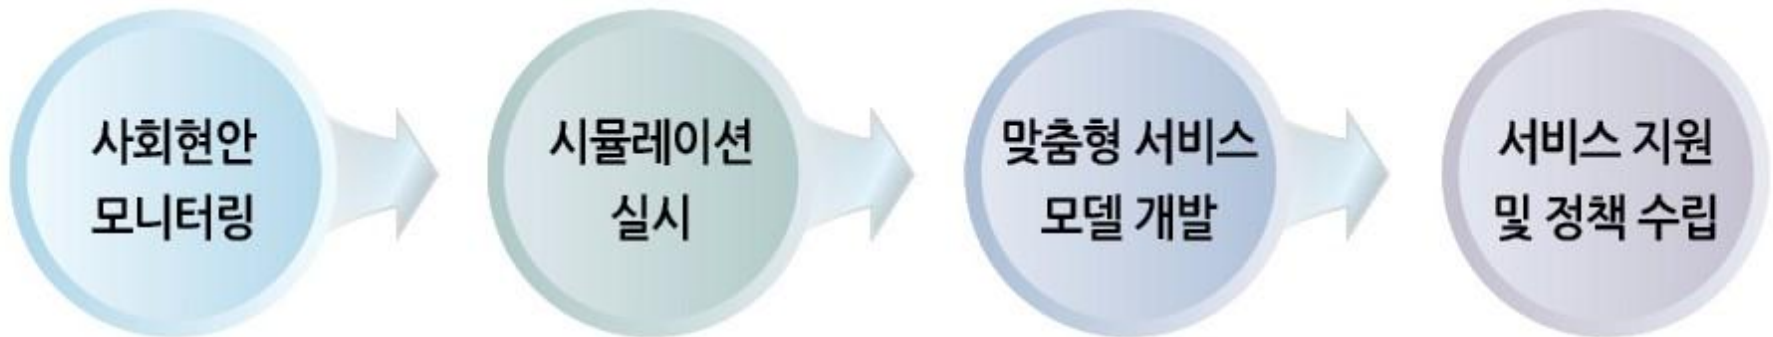 사회현안
모니터링
시뮬레이션
실시
맞춤형 서비스
모델 개발
서비스 지원
및 정책 수립